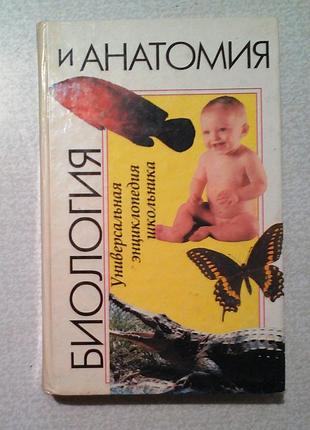 БИОЛОГИЯ
и АНАТОМИЯ
Универсальная
энциклопедия
школьника